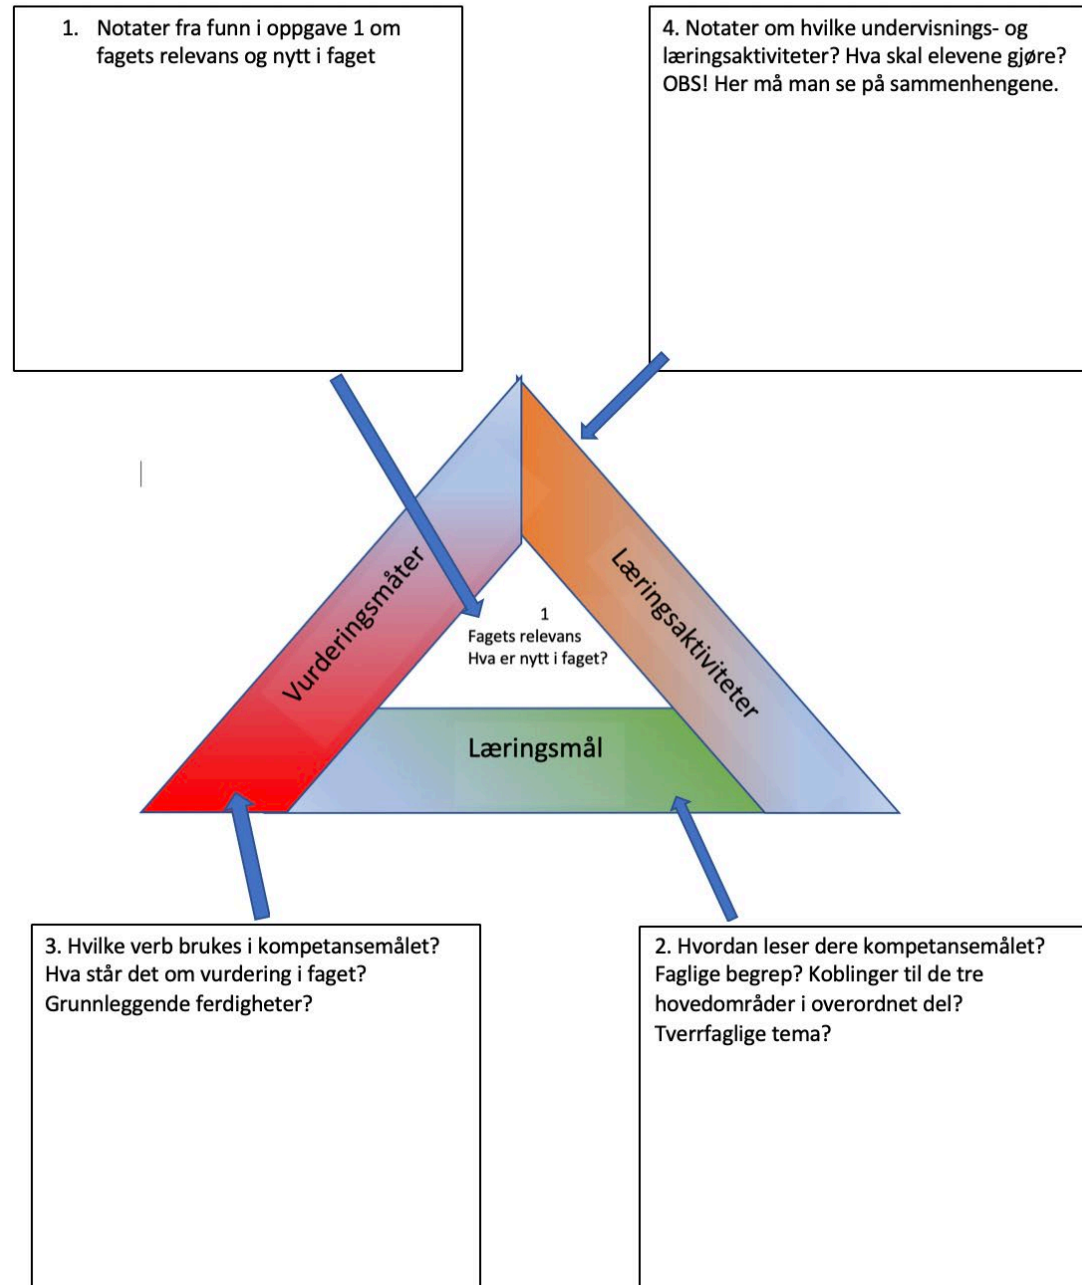 1. Notater fra funn i oppgave 1 om
fagets relevans og nytt i faget
4. Notater om hvilke undervisnings- og
læringsaktiviteter? Hva skal elevene gjøre?
OBS! Her må man se på sammenhengene.
Vurderingsmåter
Læringsaktiviteter
1
Fagets relevans
Hva er nytt i faget?
Læringsmål
3. Hvilke verb brukes i kompetansemålet?
Hva står det om vurdering i faget?
Grunnleggende ferdigheter?
2. Hvordan leser dere kompetansemålet?
Faglige begrep? Koblinger til de tre
hovedområder i overordnet del?
Tverrfaglige tema?